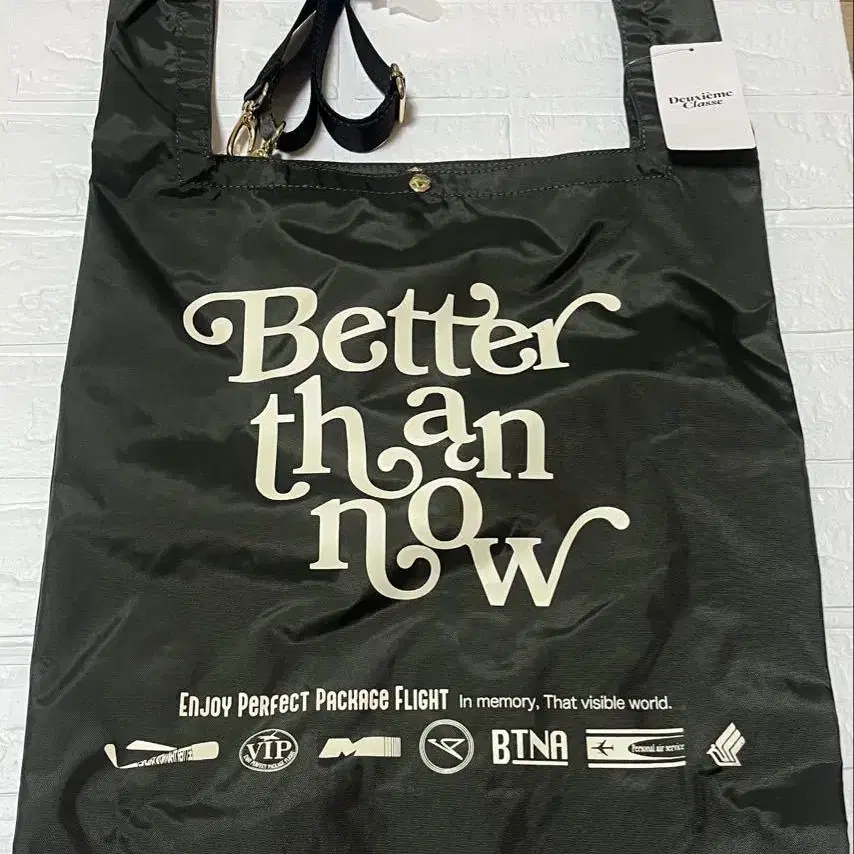 Deuxième
Classe
Better
than
now
Enjoy Perfect Package Flight In memory, That visible world.
VIP
BTNA
Personal air service